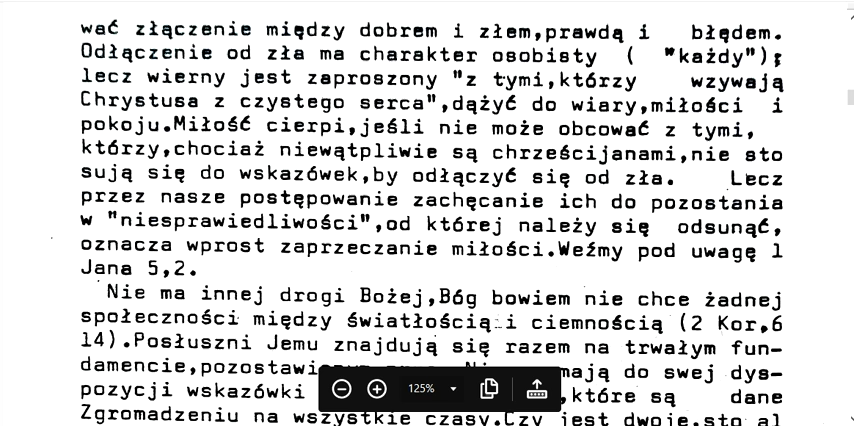 wać złączenie między dobrem i złem,prawdą i błędem.
Odłączenie od zła ma charakter osobisty ( "każdy");
lecz wierny jest zaproszony "z tymi,którzy wzywają
Chrystusa z czystego serca",dążyć do wiary,miłości i
pokoju.Miłość cierpi,jeśli nie może obcować z tymi,
którzy,chociaż niewątpliwie są chrześcijanami,nie sto
sują się do wskazówek,by odłączyć się od zła. Lecz
przez nasze postępowanie zachęcanie ich do pozostania
w "niesprawiedliwości",od której należy się odsunąć,
oznacza wprost zaprzeczanie miłości.Weźmy pod uwagę 1
Jana 5,2.
Nie ma innej drogi Bożej,Bóg bowiem nie chce żadnej
społeczności między światłością i ciemnością (2 Kor,6
14).Posłuszni Jemu znajdują się razem na trwałym fun-
damencie, mają do swej dys-
pozycji wskazówki ,które są dane
Zgromadzeniu na wszystkie czasy.Czy jest dwoje,sto al
125%